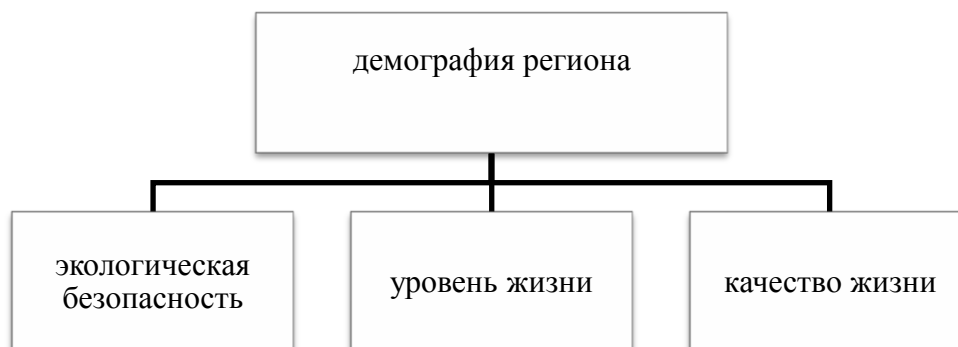 демография региона
экологическая
безопасность
уровень жизни
качество жизни